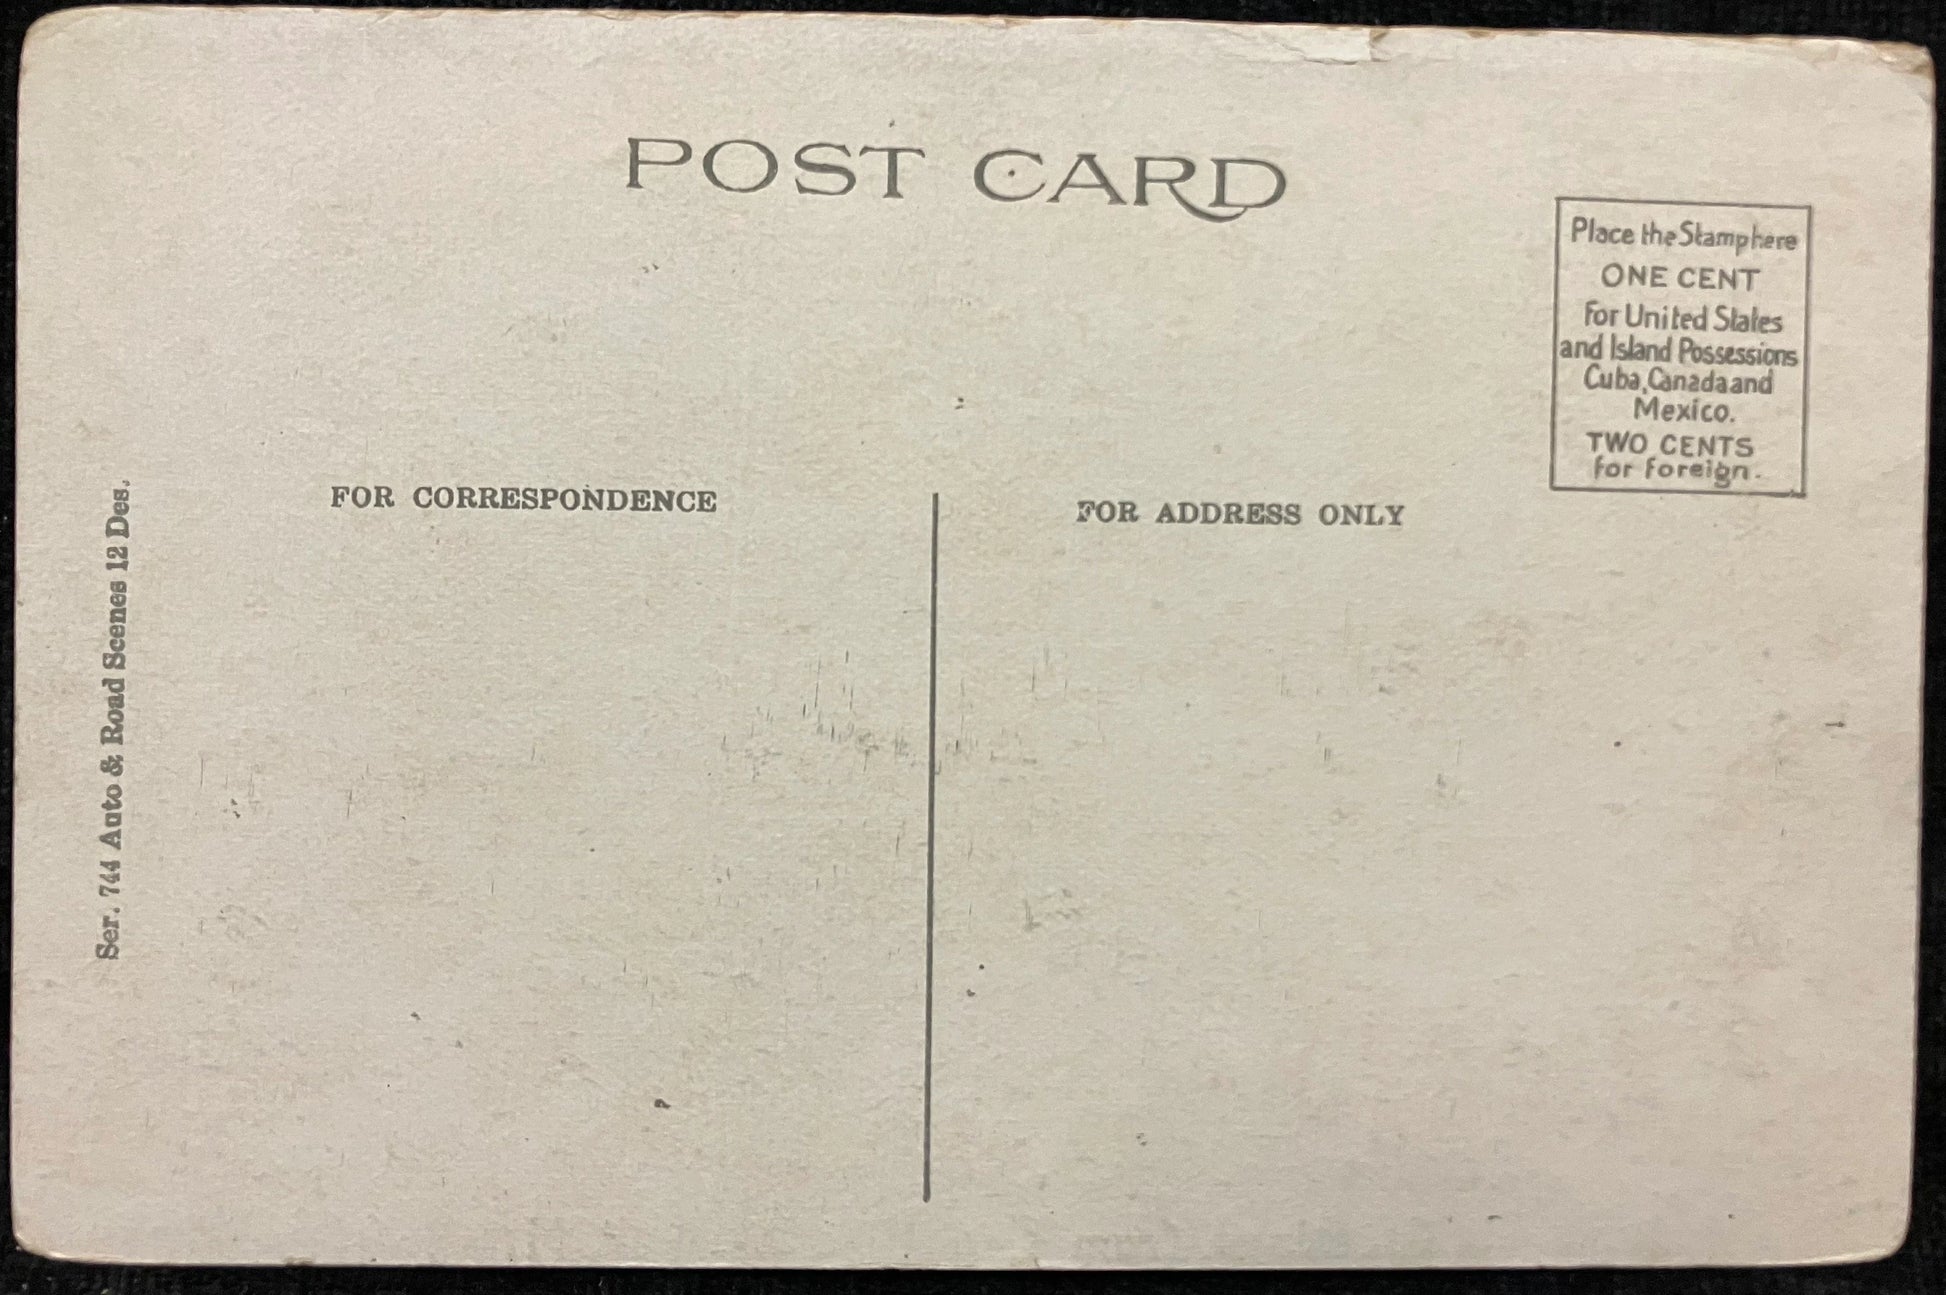 POST CARD
Place the Stamp here
ONE CENT
for United States
and Island Possessions
Cuba, Canada and
Mexico.
TWO CENTS
for foreign.
FOR CORRESPONDENCE
FOR ADDRESS ONLY
Ser. 744 Auto & Road Scenes 12 Des.